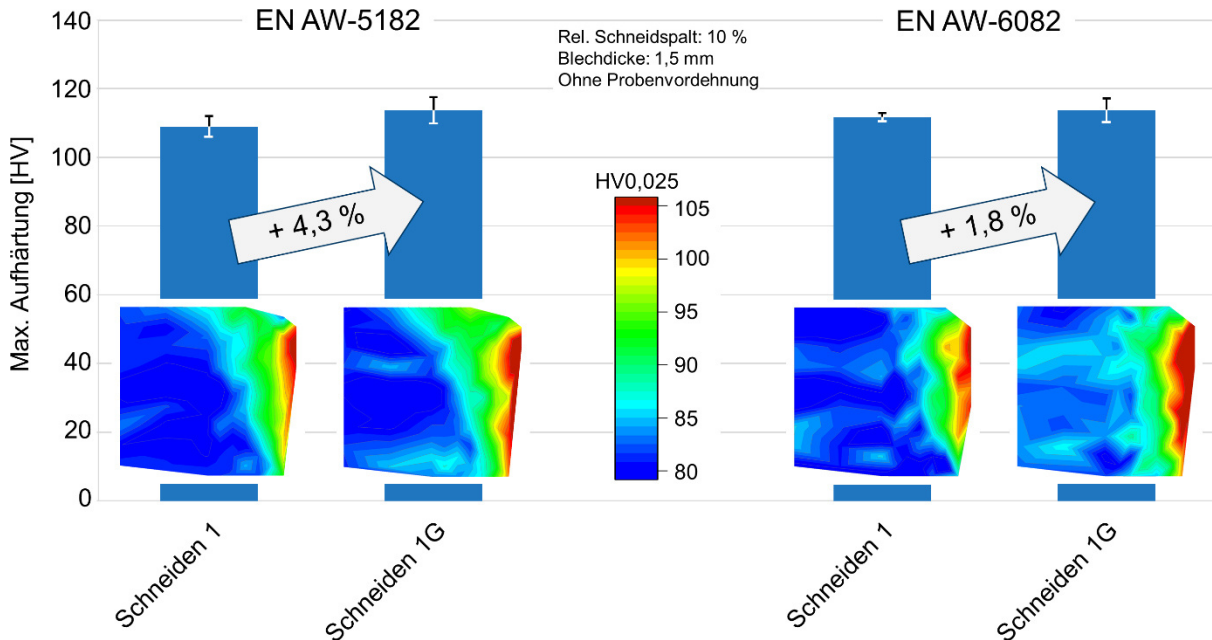 EN AW-5182
EN AW-6082
Rel. Schneidspalt: 10 %
Blechdicke: 1,5 mm
Ohne Probenvordehnung
Max. Aufhärtung [HV]
140
120
100
80
60
40
20
0
+ 4,3 %
HV0,025
105
100
95
90
85
80
+ 1,8 %
Schneiden 1
Schneiden 1G
Schneiden 1
Schneiden 1G